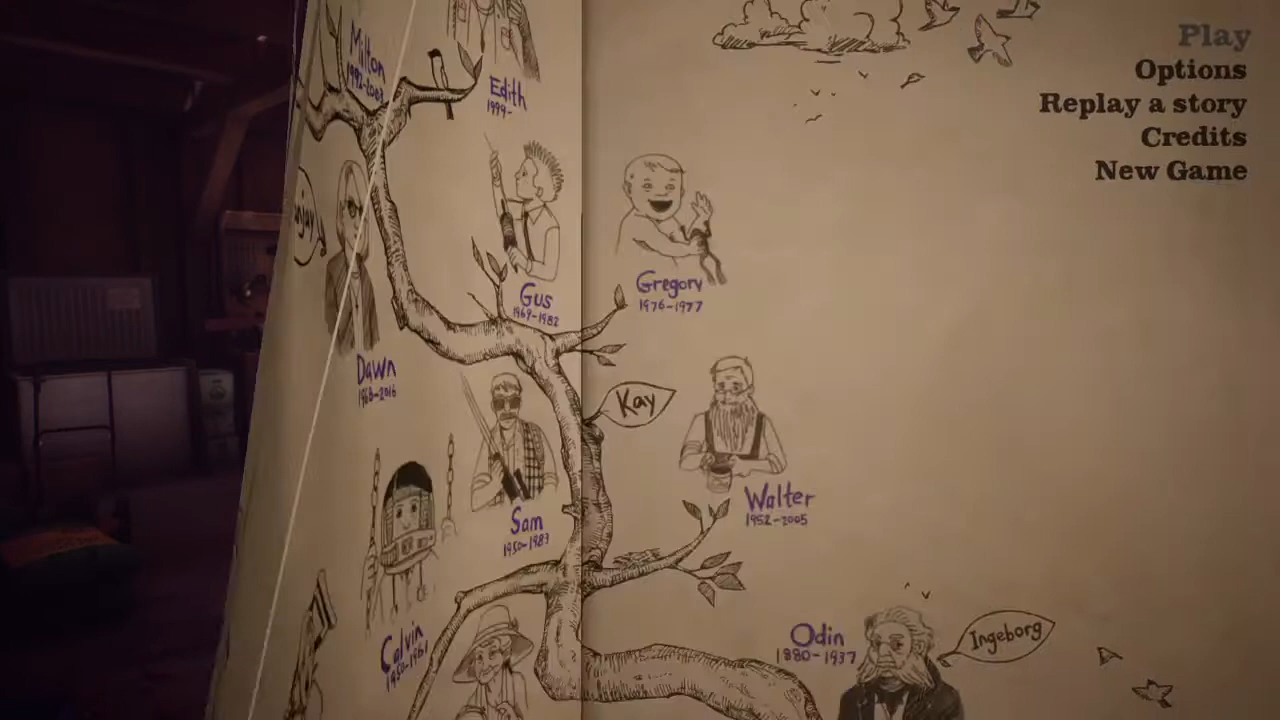 Play
Options
Replay a story
Credits
New Game
Milton
1992-2003
Edith
1999-
Gus
1969-1982
Gregory
1976-1977
Dawn
1968-2016
Kay
Sam
1950-1983
Walter
1952-2005
Calvin
1950-1961
Odin
1880-1937
Ingeborg